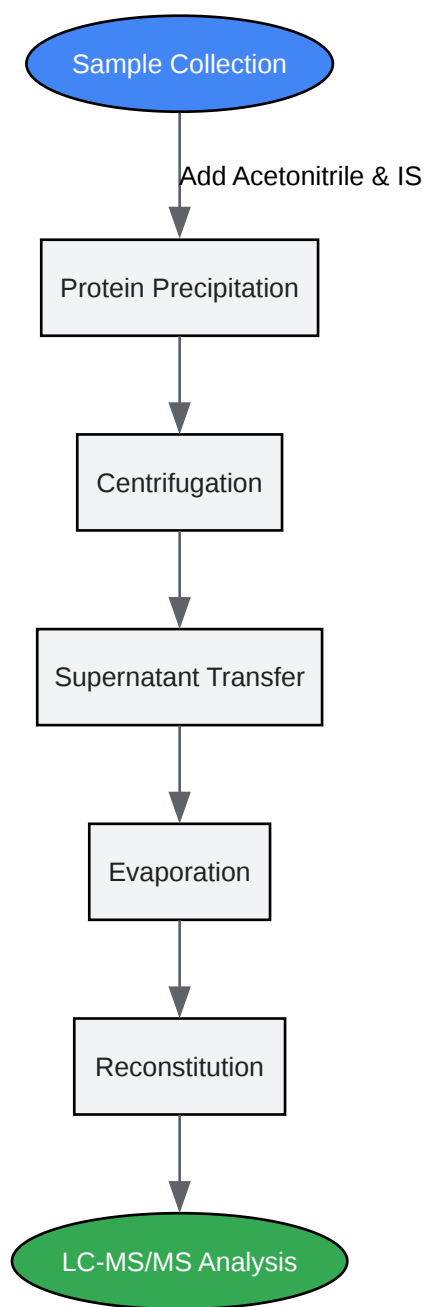 Sample Collection
Add Acetonitrile & IS
Protein Precipitation
Centrifugation
Supernatant Transfer
Evaporation
Reconstitution
LC-MS/MS Analysis